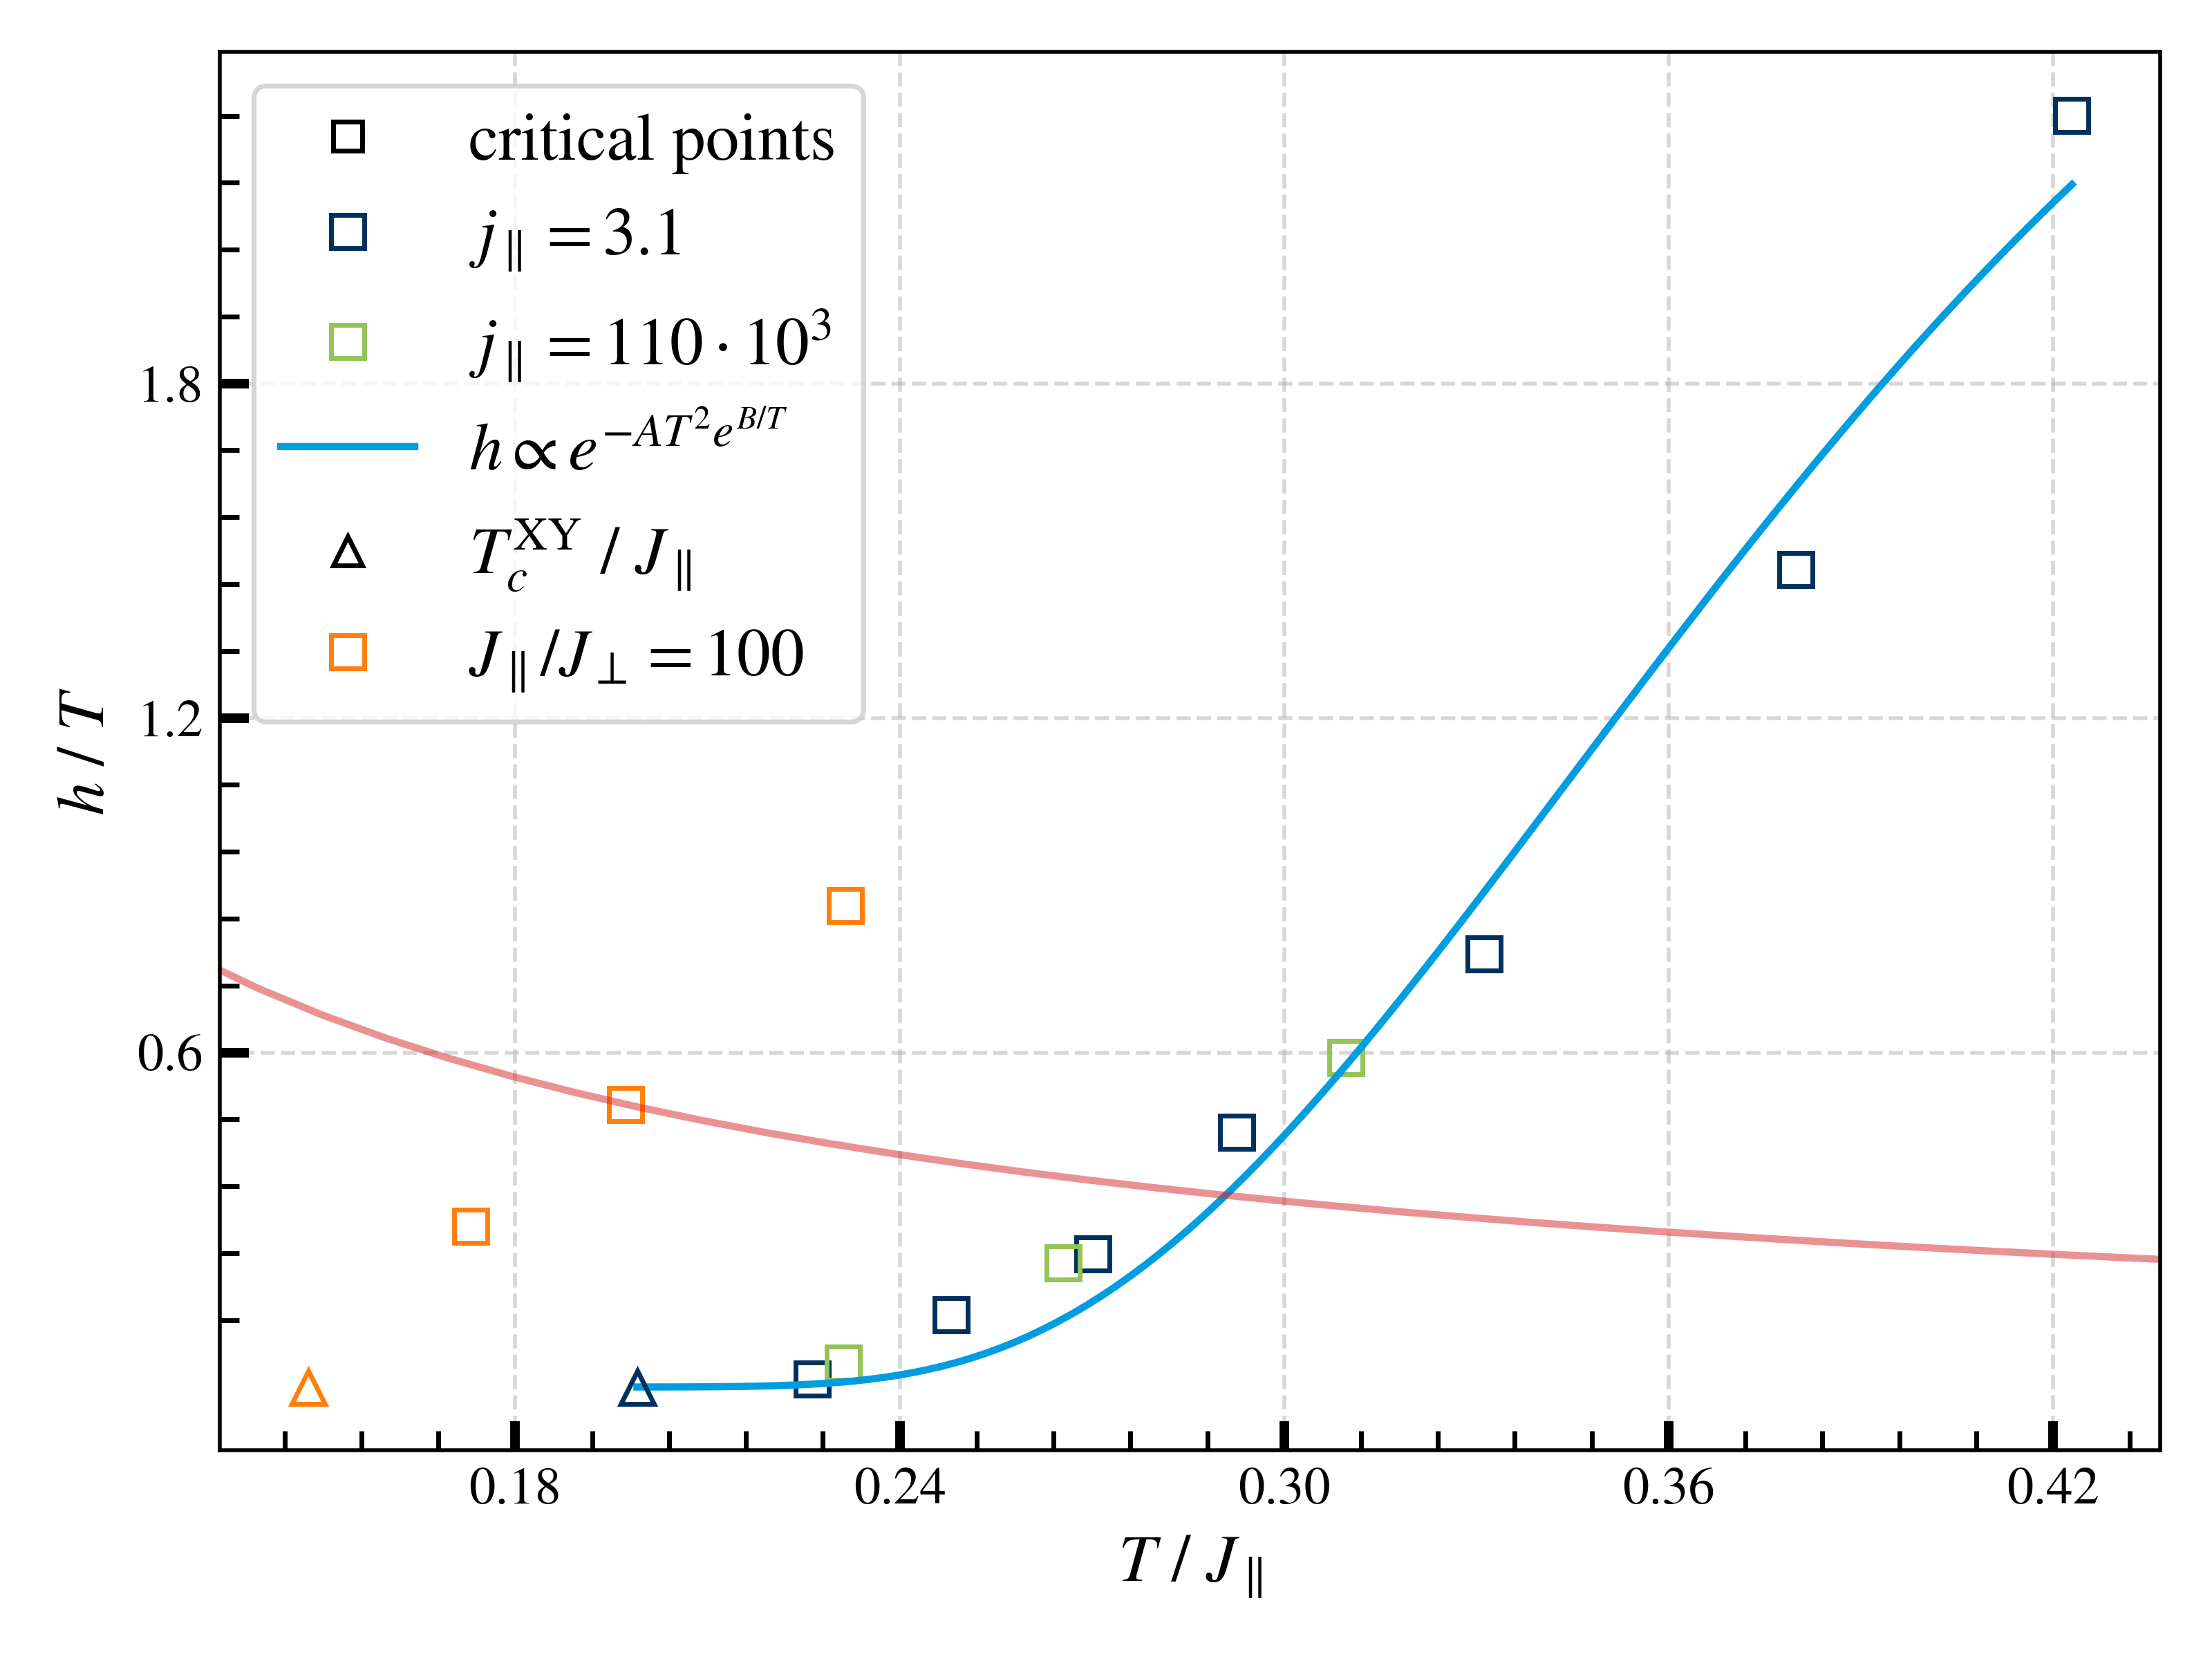 critical points
j∥ = 3.1
j∥ = 110 · 10³
h ∝ e^{−AT² e^{B/T}}
T_c^{XY} / J∥
J∥/J⊥ = 100
1.8
1.2
0.6
h / T
0.18 0.24 0.30 0.36 0.42
T / J∥